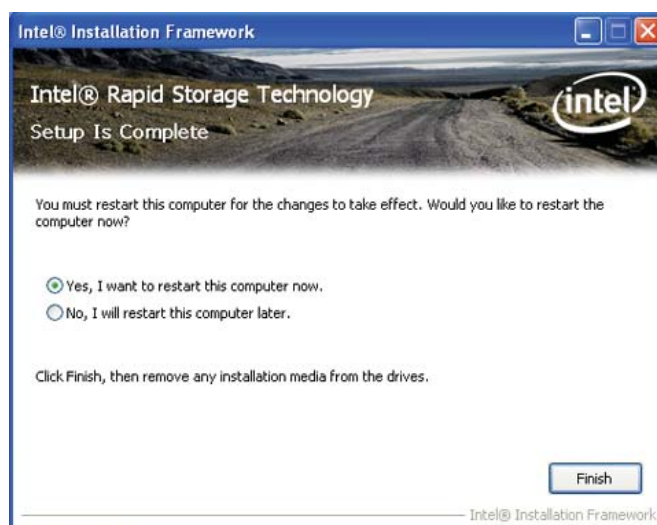 Intel® Installation Framework
Intel® Rapid Storage Technology
Setup Is Complete
intel
You must restart this computer for the changes to take effect. Would you like to restart the
computer now?
Yes, I want to restart this computer now.
No, I will restart this computer later.
Click Finish, then remove any installation media from the drives.
Finish
Intel® Installation Framework